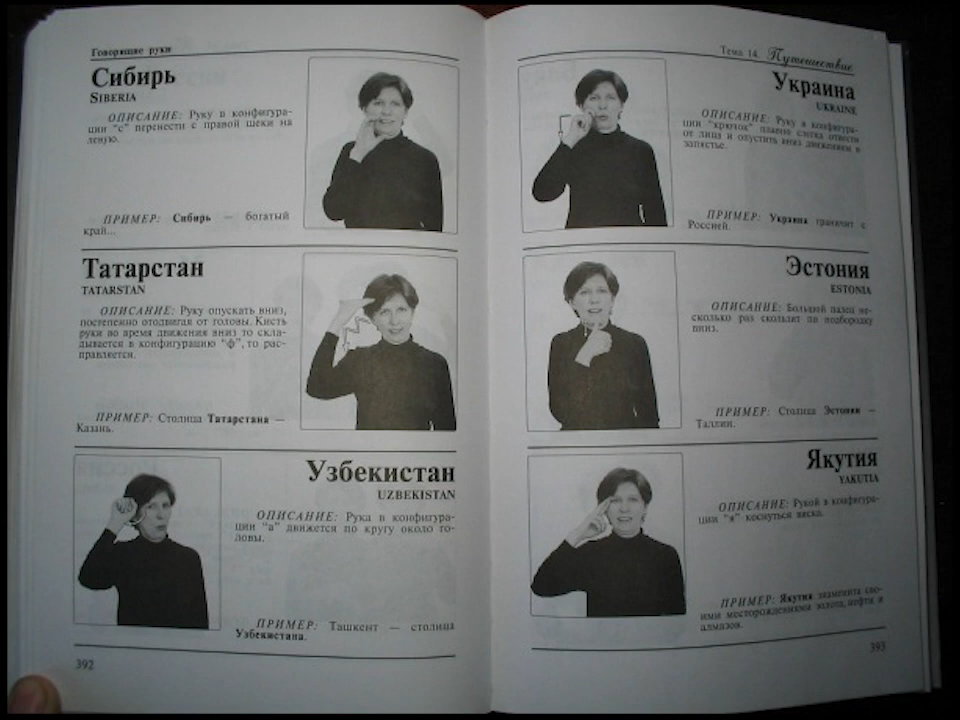 Говорящие руки
Сибирь
SIBERIA
ОПИСАНИЕ: Руку в конфигура-
ции "с" перенести с правой щеки на
левую.
ПРИМЕР: Сибирь — богатый
край...
Татарстан
TATARSTAN
ОПИСАНИЕ: Руку опускать вниз,
постепенно отодвигая от головы. Кисть
руки во время движения вниз то скла-
дывается в конфигурацию "ф", то рас-
правляется.
ПРИМЕР: Столица Татарстана —
Казань.
Узбекистан
UZBEKISTAN
ОПИСАНИЕ: Рука в конфигура-
ции "а" движется по кругу около го-
ловы.
ПРИМЕР: Ташкент — столица
Узбекистана.
392
Тема 14. Путешествие
Украина
UKRAINE
ОПИСАНИЕ: Руку в конфигура-
ции "крючок" плавно слегка отвести
от лица и опустить вниз движением в
запястье.
ПРИМЕР: Украина граничит с
Россией.
Эстония
ESTONIA
ОПИСАНИЕ: Большой палец не-
сколько раз скользит по подбородку
вниз.
ПРИМЕР: Столица Эстонии —
Таллин.
Якутия
YAKUTIA
ОПИСАНИЕ: Рукой в конфигура-
ции "я" коснуться виска.
ПРИМЕР: Якутия знаменита сво-
ими месторождениями золота, нефти и
алмазов.
393